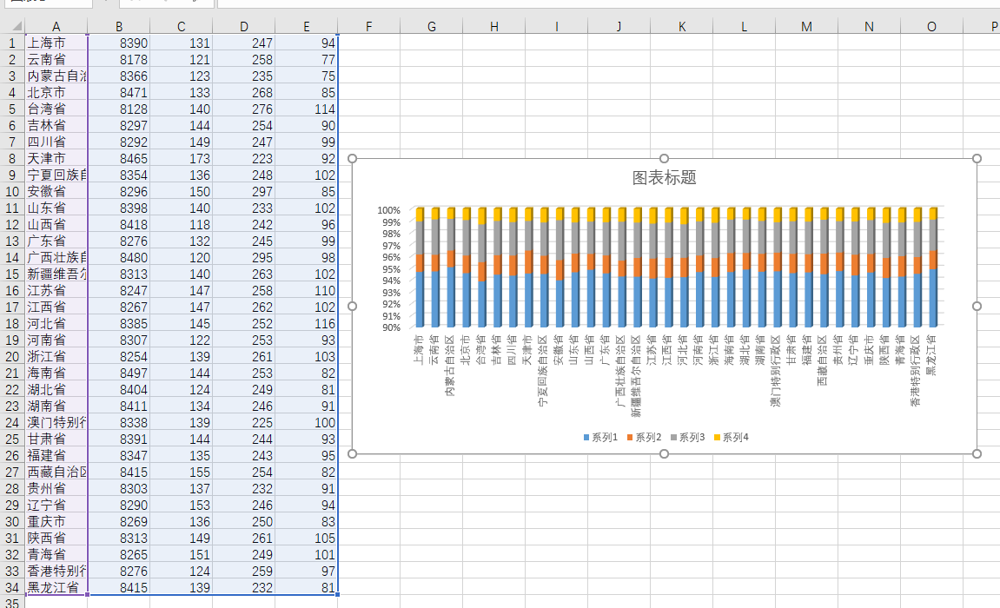 A B C D E F G H I J K L M N O P
1 上海市 8390 131 247 94
2 云南省 8178 121 258 77
3 内蒙古自治 8366 123 235 75
4 北京市 8471 133 268 85
5 台湾省 8128 140 276 114
6 吉林省 8297 144 254 90
7 四川省 8292 149 247 99
8 天津市 8465 173 223 92
9 宁夏回族自 8354 136 248 102
10 安徽省 8296 150 297 85
11 山东省 8398 140 233 102
12 山西省 8418 118 242 96
13 广东省 8276 132 245 99
14 广西壮族自 8480 120 295 98
15 新疆维吾尔 8313 140 263 102
16 江苏省 8247 147 258 110
17 江西省 8267 147 262 102
18 河北省 8385 145 252 116
19 河南省 8307 122 253 93
20 浙江省 8254 139 261 103
21 海南省 8497 144 253 82
22 湖北省 8404 124 249 81
23 湖南省 8411 134 246 91
24 澳门特别行 8338 139 225 100
25 甘肃省 8391 144 244 93
26 福建省 8347 135 243 95
27 西藏自治区 8415 155 254 82
28 贵州省 8303 137 232 91
29 辽宁省 8290 153 246 94
30 重庆市 8269 136 250 83
31 陕西省 8313 149 261 105
32 青海省 8265 151 249 101
33 香港特别行 8276 124 259 97
34 黑龙江省 8415 139 232 81
35
图表标题
100%
99%
98%
97%
96%
95%
94%
93%
92%
91%
90%
上海市
云南省
内蒙古自治区
北京市
台湾省
吉林省
四川省
天津市
宁夏回族自治区
安徽省
山东省
山西省
广东省
广西壮族自治区
新疆维吾尔自治区
江苏省
江西省
河北省
河南省
浙江省
海南省
湖北省
湖南省
澳门特别行政区
甘肃省
福建省
西藏自治区
贵州省
辽宁省
重庆市
陕西省
青海省
香港特别行政区
黑龙江省
系列1 系列2 系列3 系列4